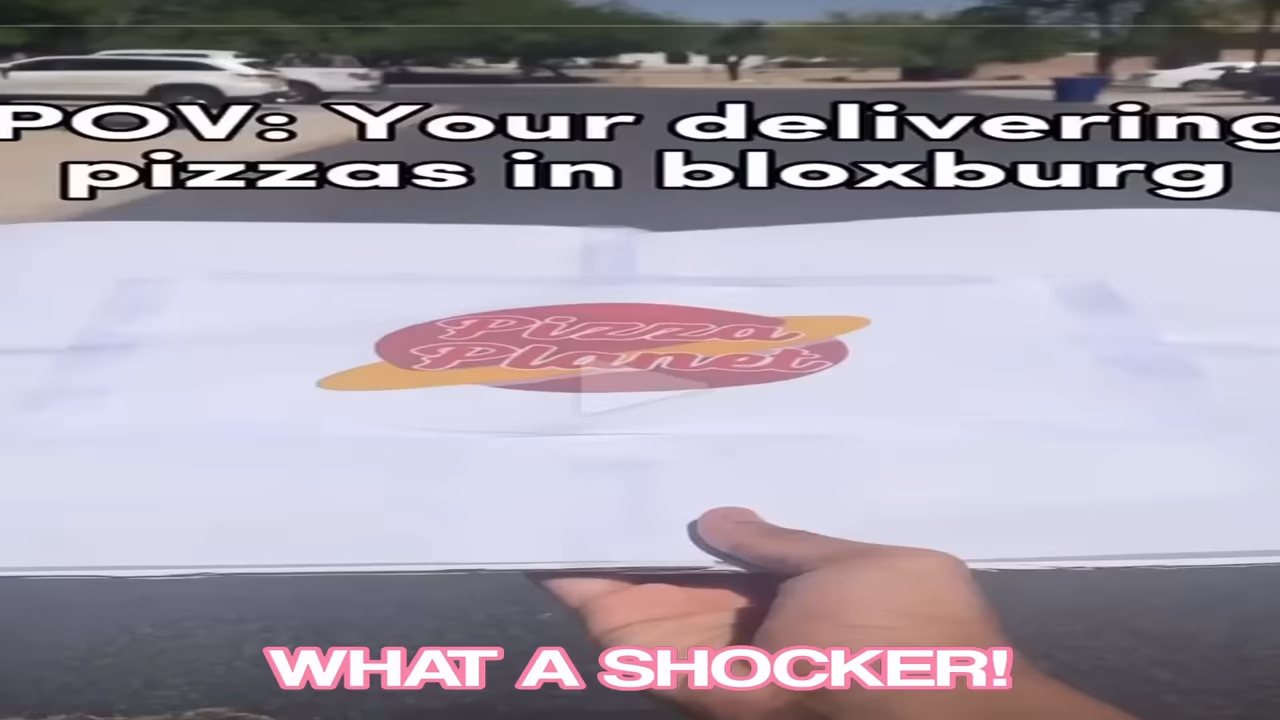 POV: Your delivering
pizzas in bloxburg
Pizza
Planet
WHAT A SHOCKER!